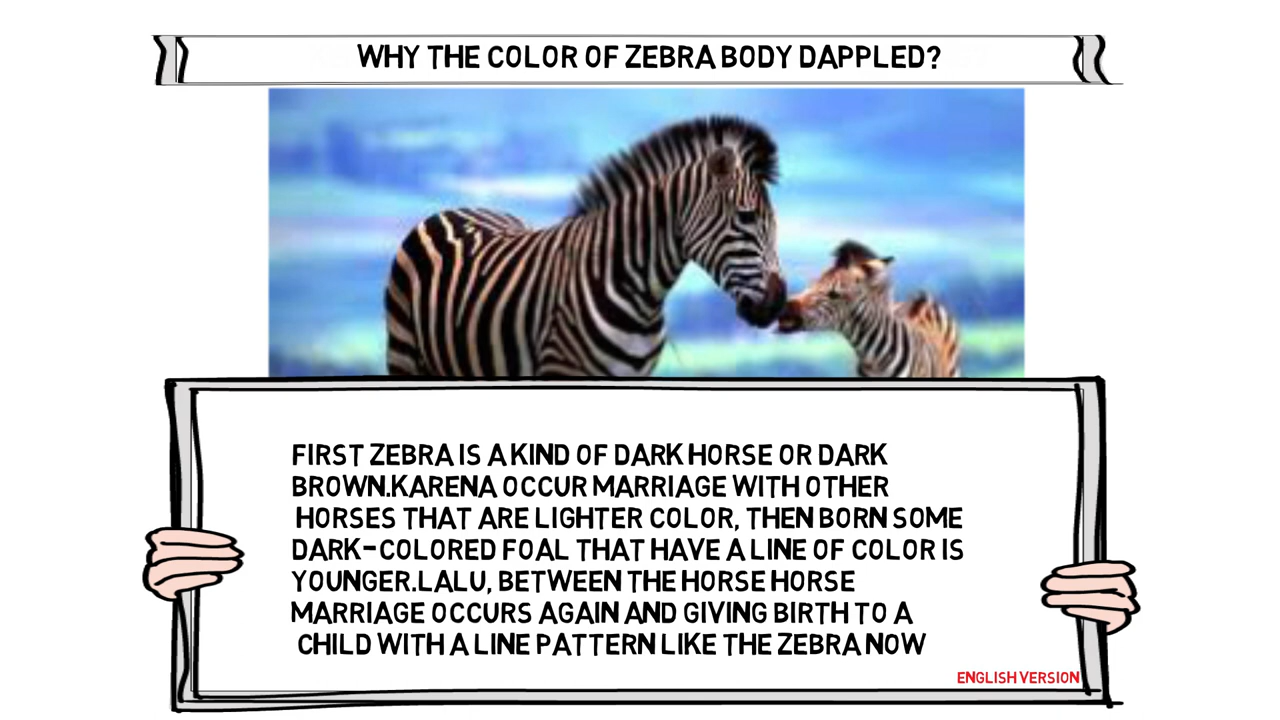 WHY THE COLOR OF ZEBRA BODY DAPPLED?
FIRST ZEBRA IS A KIND OF DARK HORSE OR DARK
BROWN.KARENA OCCUR MARRIAGE WITH OTHER
HORSES THAT ARE LIGHTER COLOR, THEN BORN SOME
DARK-COLORED FOAL THAT HAVE A LINE OF COLOR IS
YOUNGER.LALU, BETWEEN THE HORSE HORSE
MARRIAGE OCCURS AGAIN AND GIVING BIRTH TO A
CHILD WITH A LINE PATTERN LIKE THE ZEBRA NOW
ENGLISH VERSION